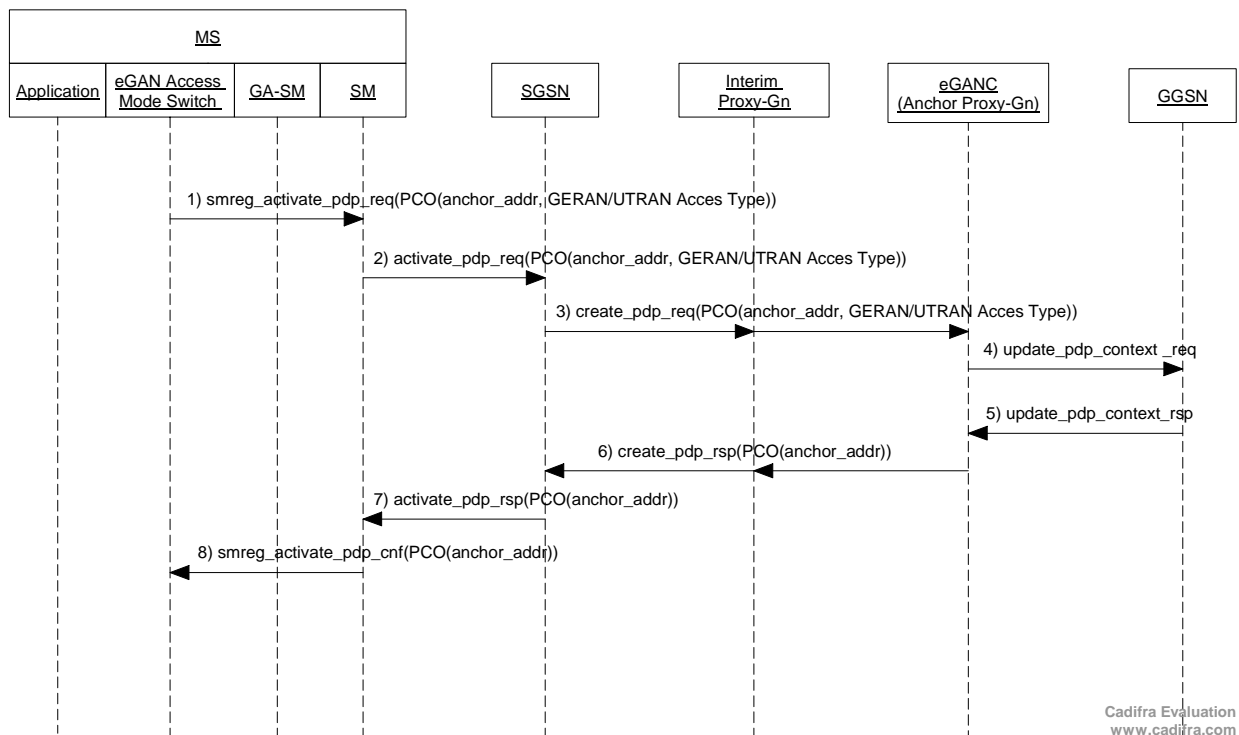 MS
Application
eGAN Access
Mode Switch
GA-SM
SM
SGSN
Interim
Proxy-Gn
eGANC
(Anchor Proxy-Gn)
GGSN
1) smreg_activate_pdp_req(PCO(anchor_addr, GERAN/UTRAN Acces Type))
2) activate_pdp_req(PCO(anchor_addr, GERAN/UTRAN Acces Type))
3) create_pdp_req(PCO(anchor_addr, GERAN/UTRAN Acces Type))
4) update_pdp_context _req
5) update_pdp_context_rsp
6) create_pdp_rsp(PCO(anchor_addr))
7) activate_pdp_rsp(PCO(anchor_addr))
8) smreg_activate_pdp_cnf(PCO(anchor_addr))
Cadifra Evaluation
www.cadifra.com